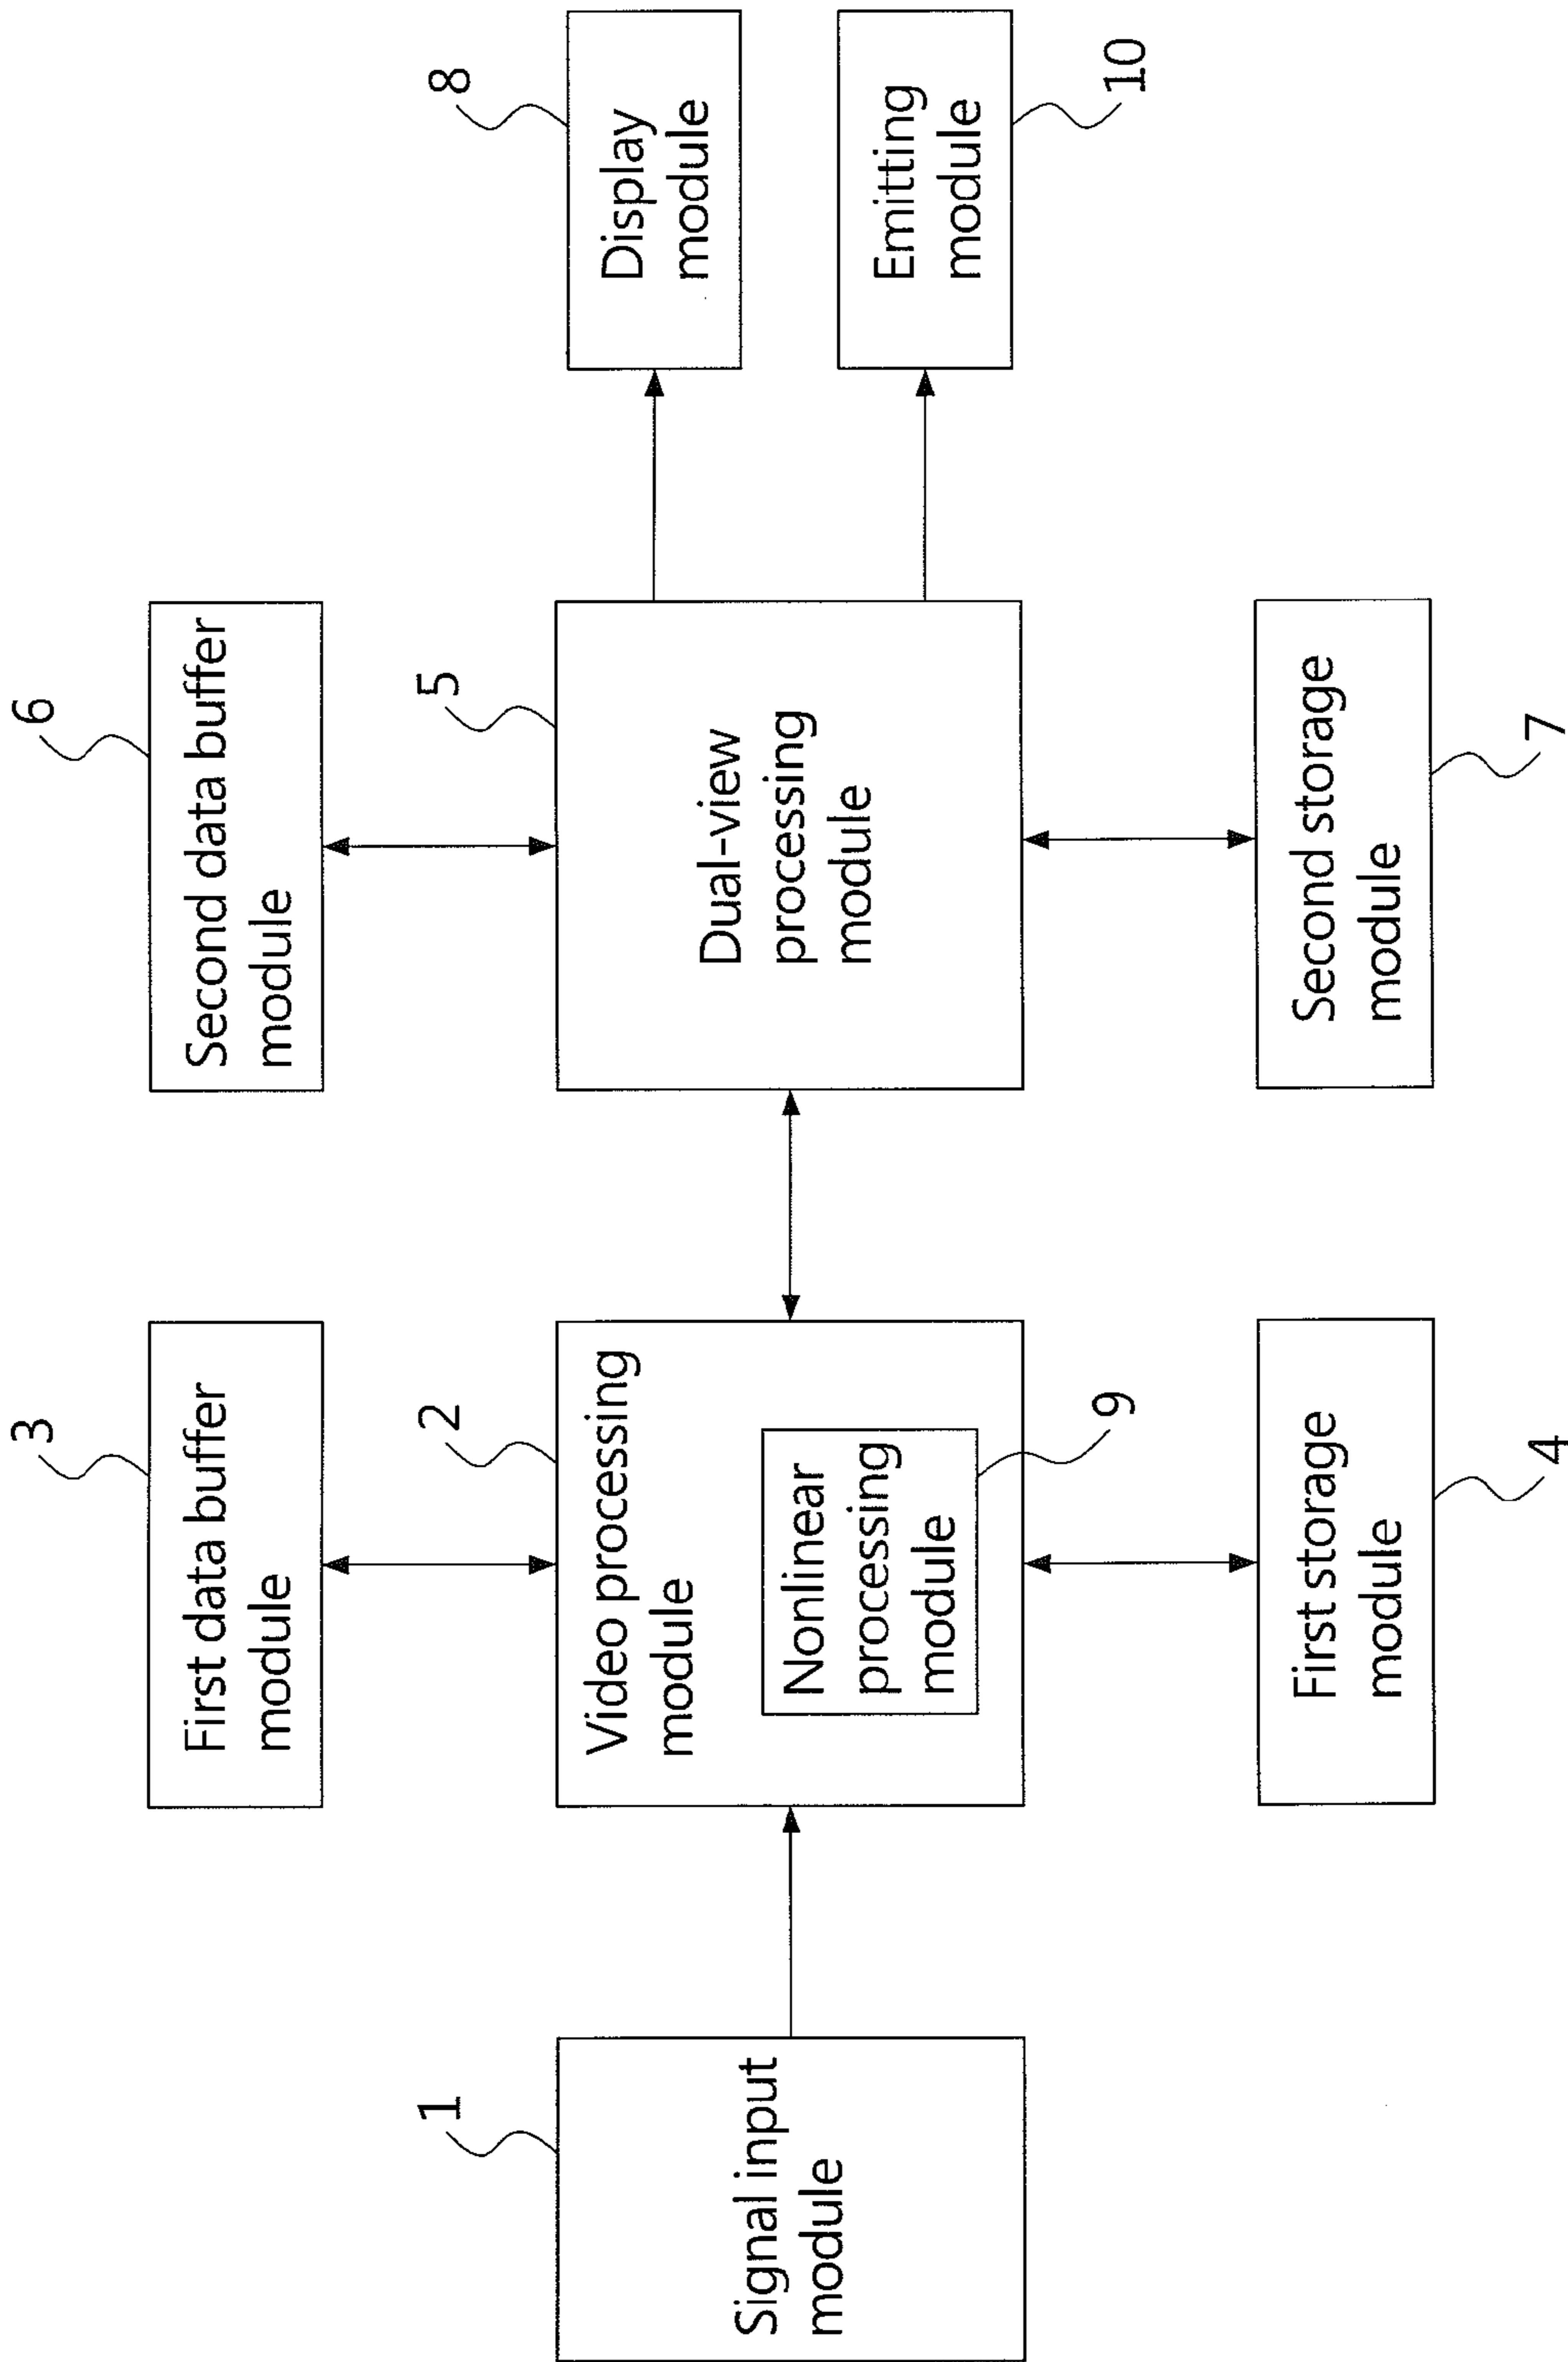 3
First data buffer
module
6
Second data buffer
module
1
Signal input
module
2
Video processing
module
Nonlinear
processing
module
9
5
Dual-view
processing
module
8
Display
module
Emitting
module
10
First storage
module
4
Second storage
module
7